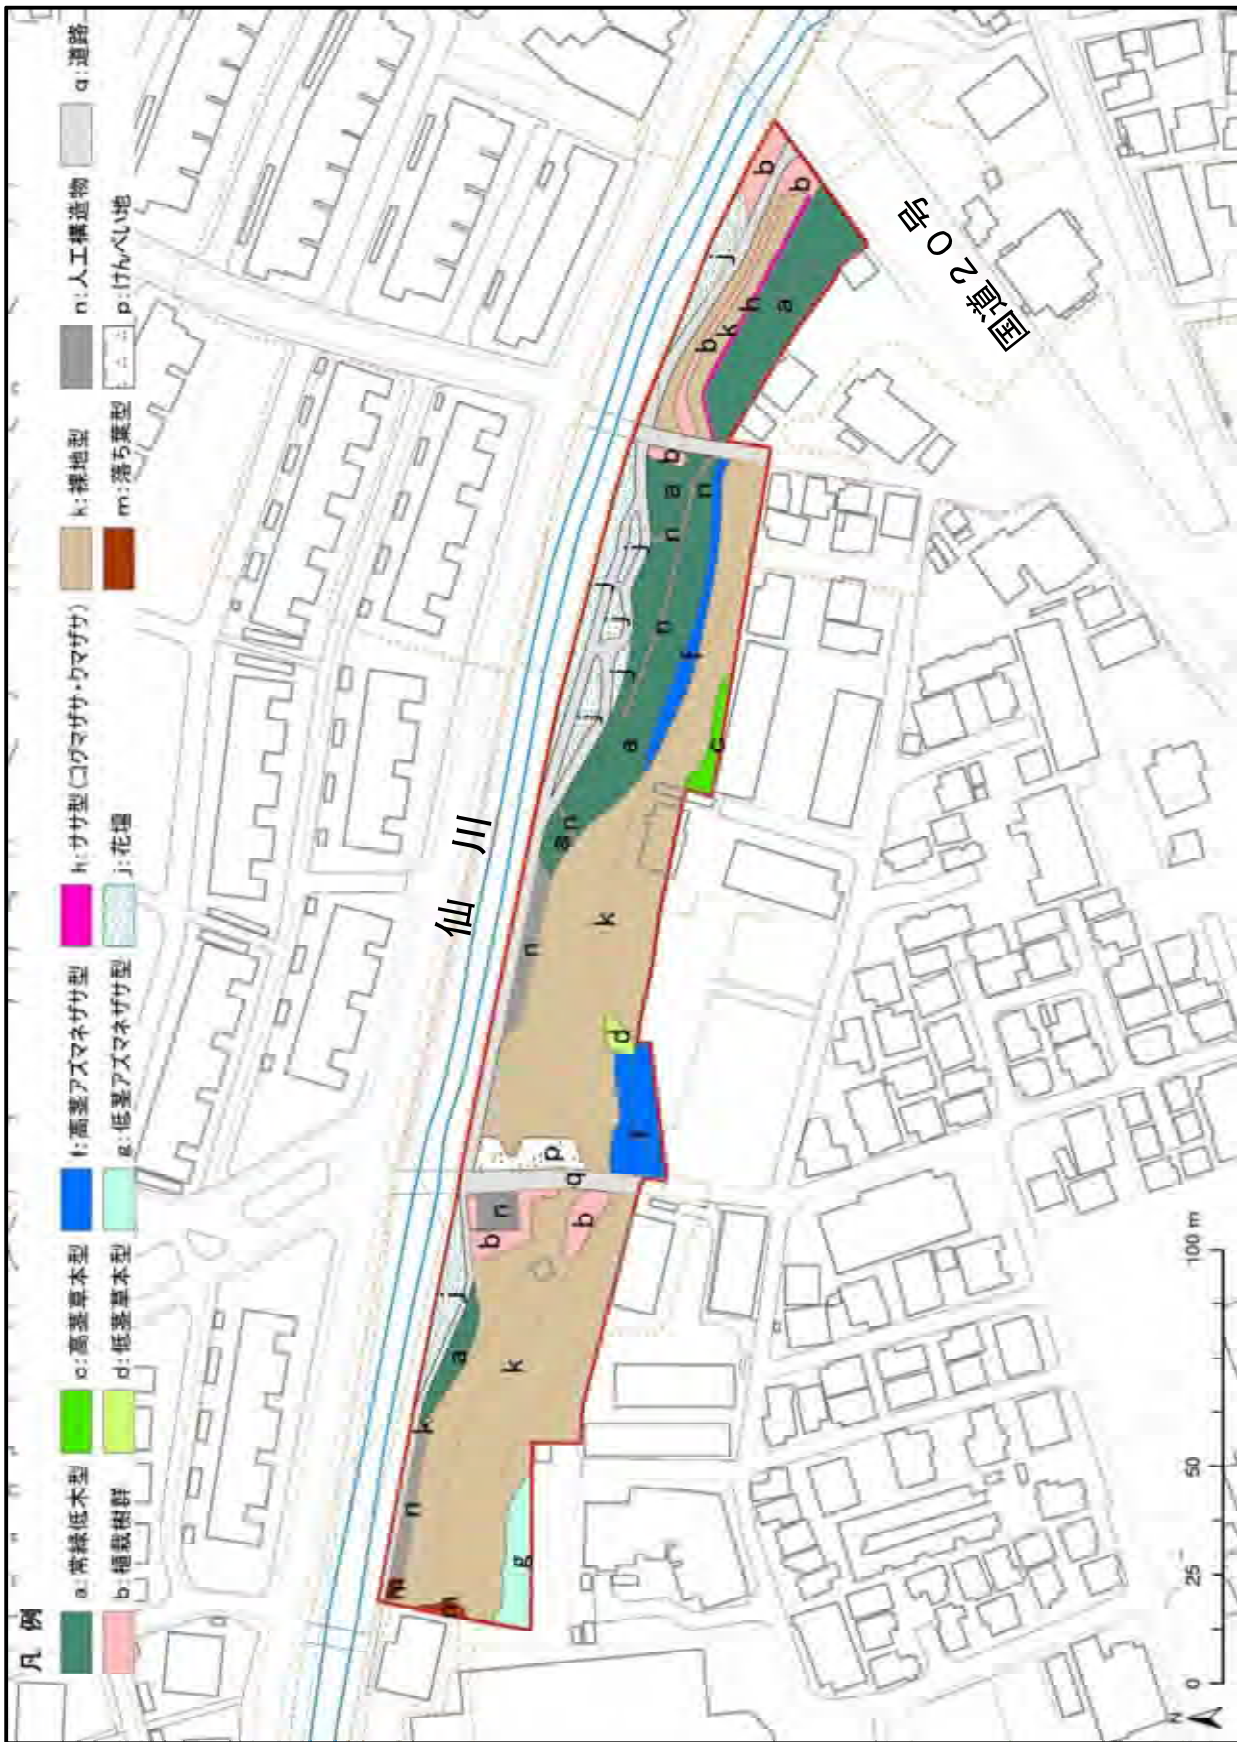 凡 例
a:常緑低木型
c:高茎草本型
f:高茎アズマネザサ型
h:ササ型(コグマザサ・クマザサ)
k:裸地型
n:人工構造物
q:道路
b:植栽樹群
d:低茎草本型
g:低茎アズマネザサ型
j:花壇
m:落ち葉型
p:けんぺい地
仙 川
国道20号
m
m
n
k
a
j
g
k
b
n
b
q
p
f
d
n
k
a
n
a
c
f
j
j
j
j
j
n
n
a
n
b
b
k
h
a
j
b
b
N
0
25
50
100 m